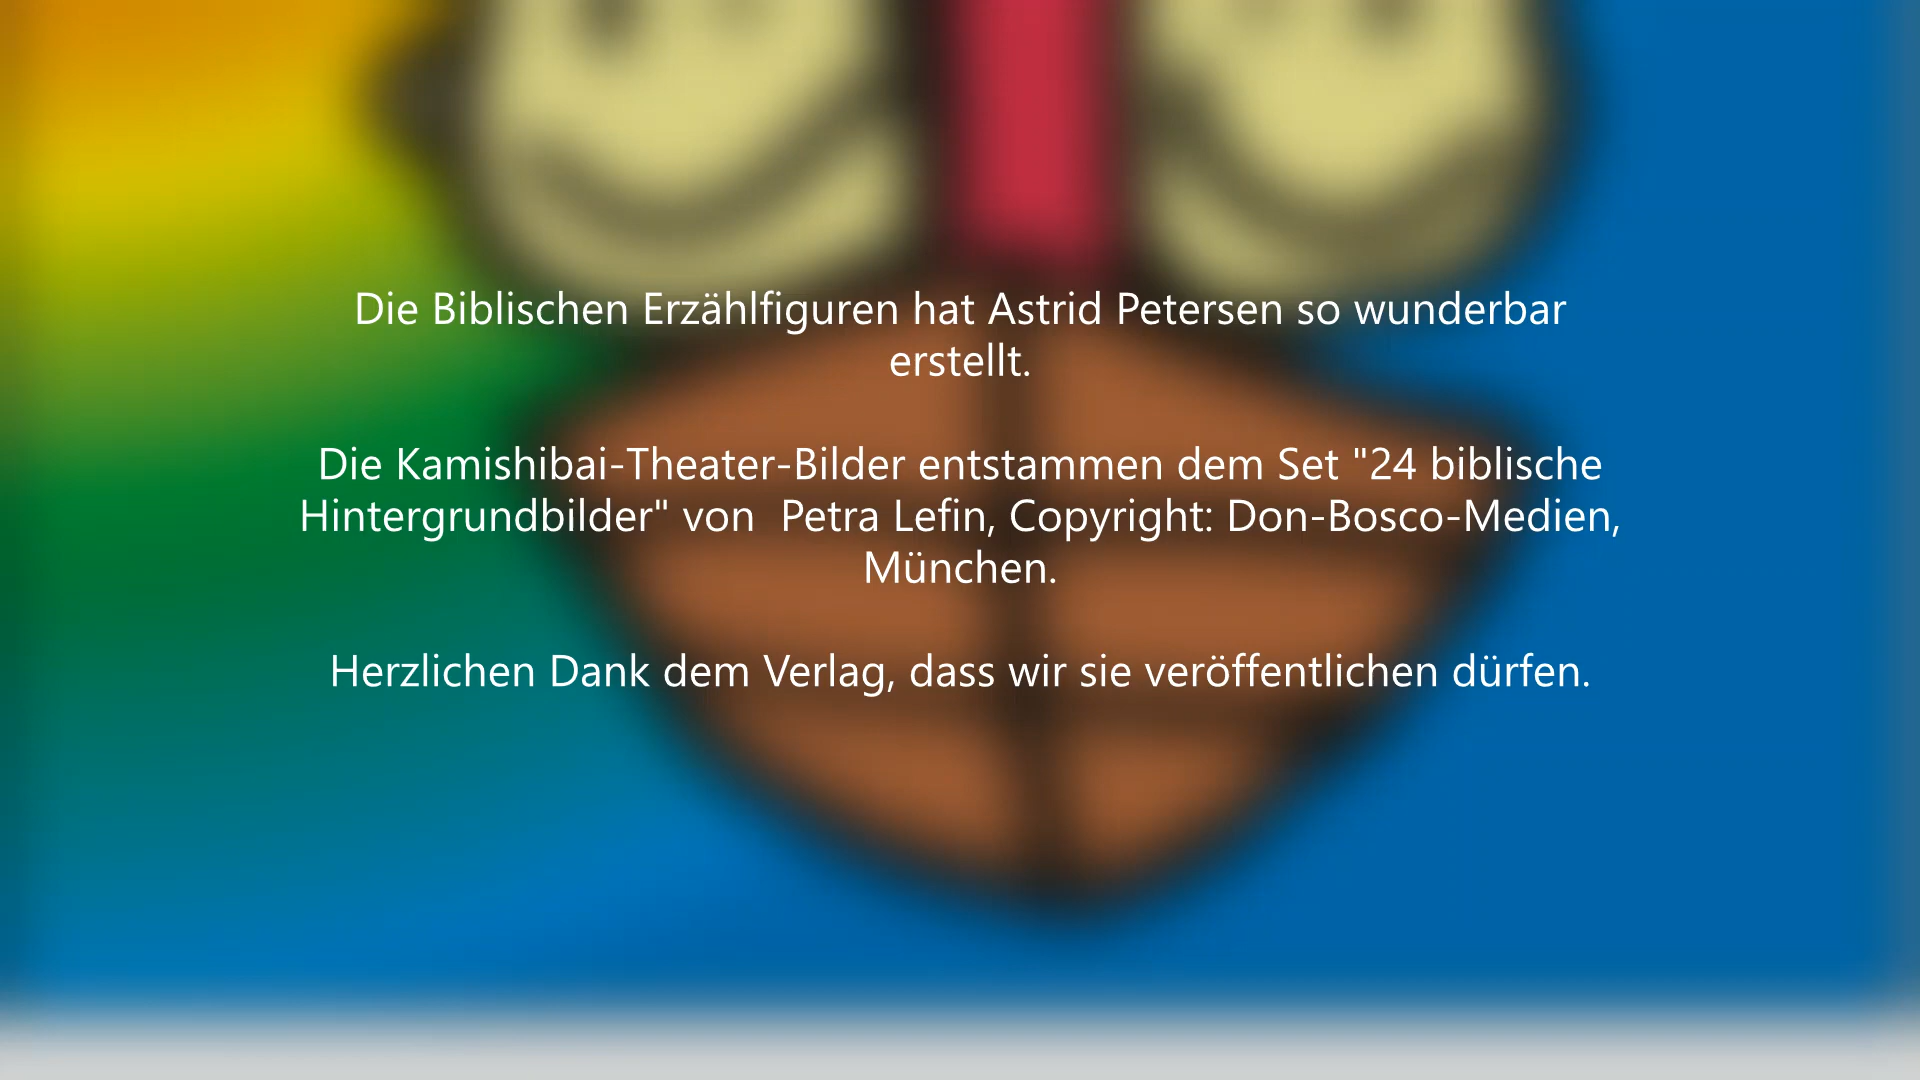 Die Biblischen Erzählfiguren hat Astrid Petersen so wunderbar
erstellt.
Die Kamishibai-Theater-Bilder entstammen dem Set "24 biblische
Hintergrundbilder" von  Petra Lefin, Copyright: Don-Bosco-Medien,
München.
Herzlichen Dank dem Verlag, dass wir sie veröffentlichen dürfen.